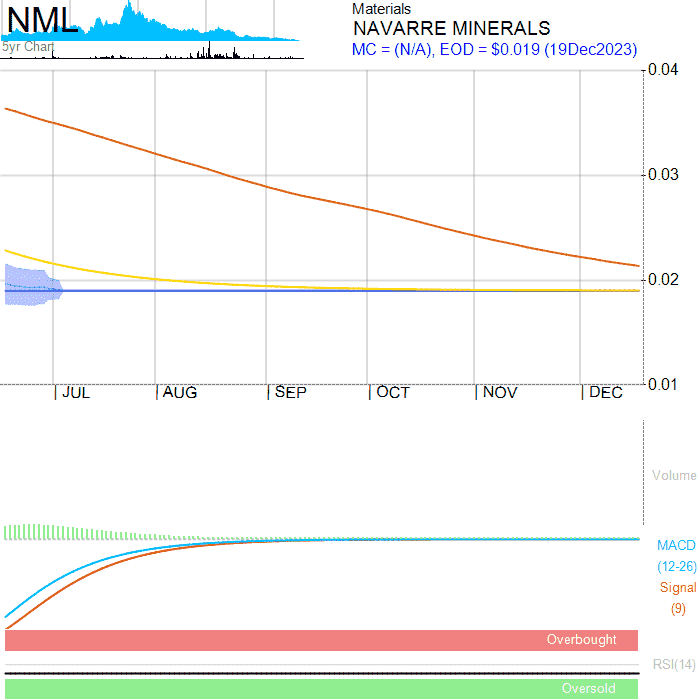 NML
5yr Chart
Materials
NAVARRE MINERALS
MC = (N/A), EOD = $0.019 (19Dec2023)
0.04
0.03
0.02
0.01
JUL AUG SEP OCT NOV DEC
Volume
MACD
(12-26)
Signal
(9)
Overbought
RSI(14)
Oversold